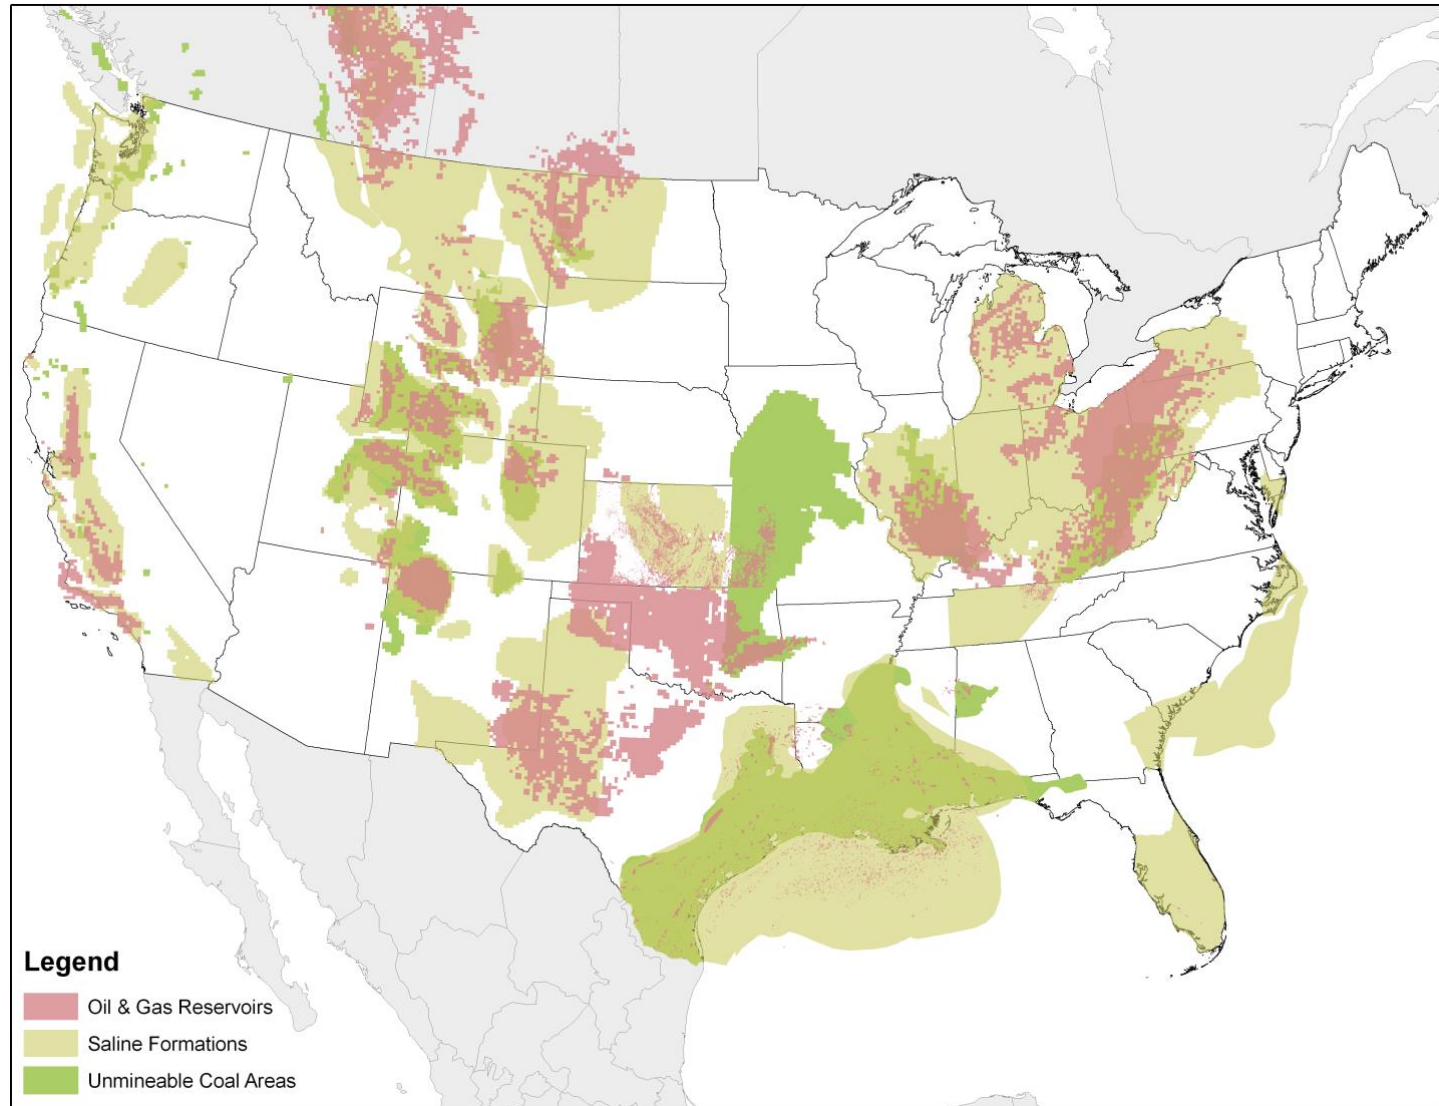 Legend
Oil & Gas Reservoirs
Saline Formations
Unmineable Coal Areas